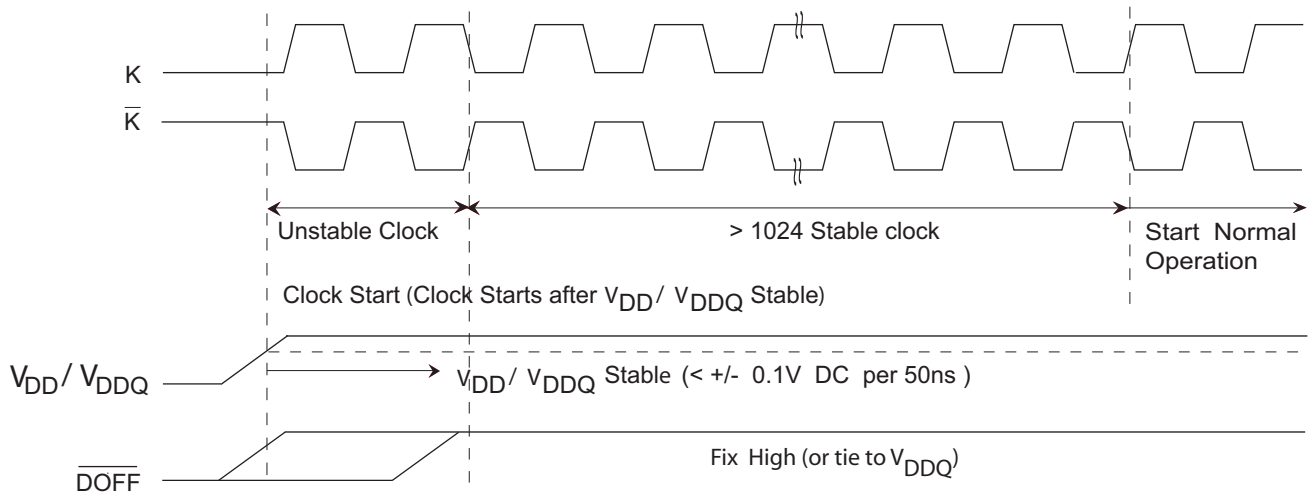 K
K̅
Unstable Clock
> 1024 Stable clock
Start Normal
Operation
Clock Start (Clock Starts after VDD/ VDDQ Stable)
VDD/ VDDQ
VDD/ VDDQ Stable (< +/- 0.1V DC per 50ns )
Fix High (or tie to VDDQ)
D̅O̅F̅F̅